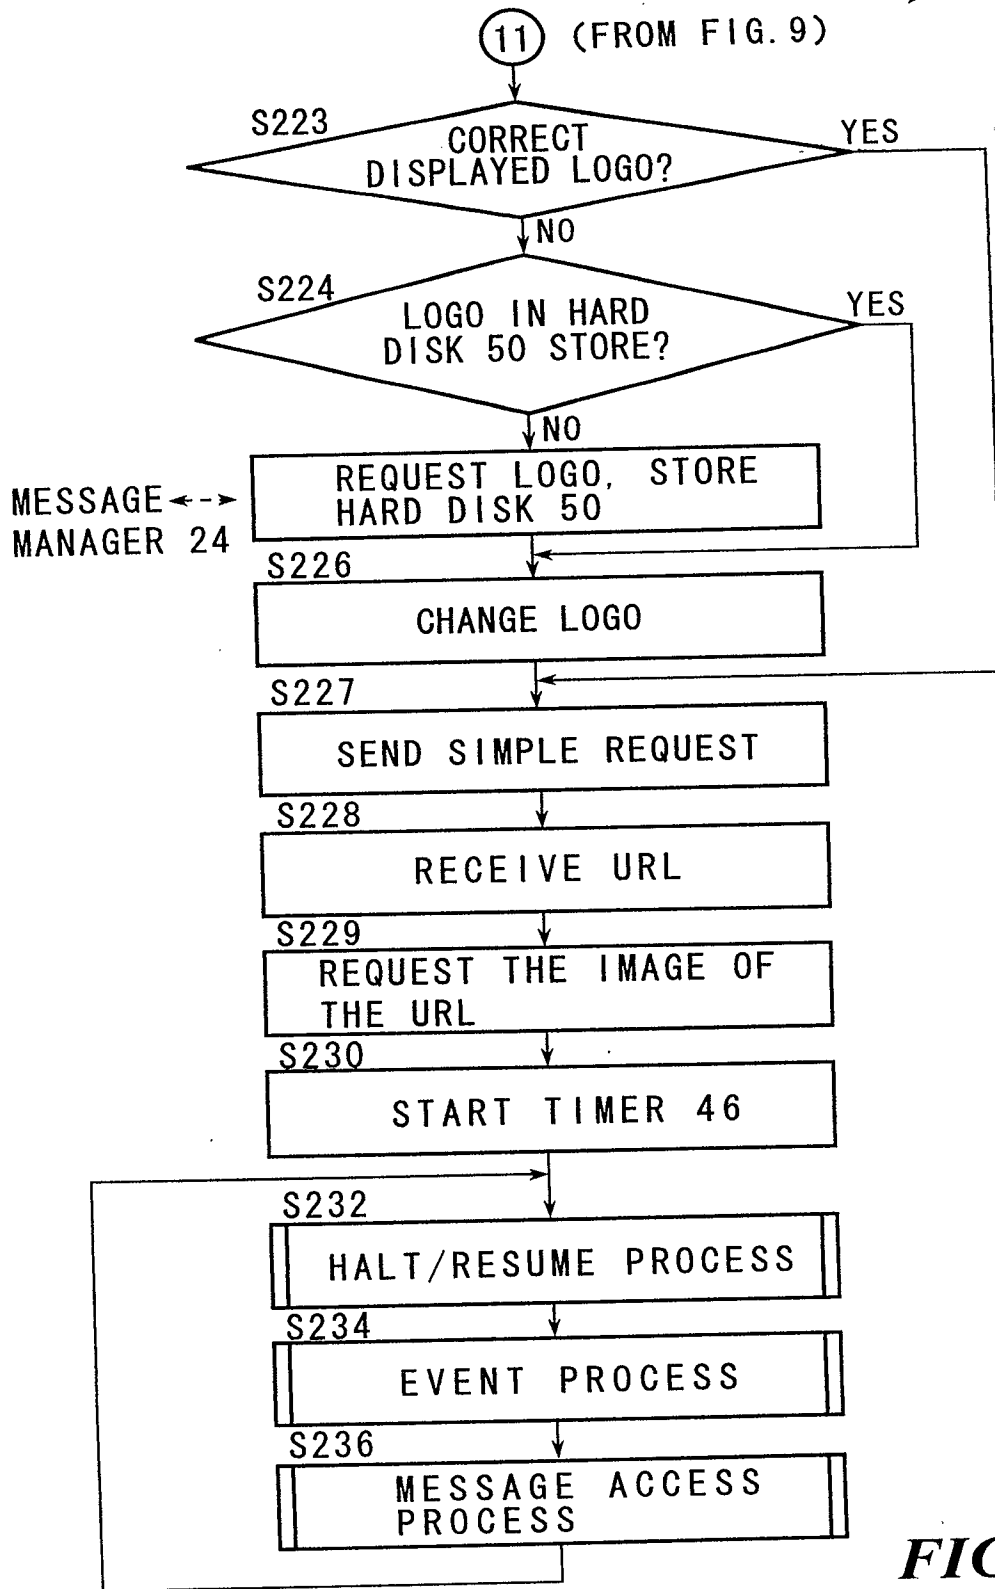 11 (FROM FIG. 9)
S223
CORRECT
DISPLAYED LOGO?
YES
NO
S224
LOGO IN HARD
DISK 50 STORE?
YES
NO
REQUEST LOGO, STORE
HARD DISK 50
MESSAGE
MANAGER 24
S226
CHANGE LOGO
S227
SEND SIMPLE REQUEST
S228
RECEIVE URL
S229
REQUEST THE IMAGE OF
THE URL
S230
START TIMER 46
S232
HALT/RESUME PROCESS
S234
EVENT PROCESS
S236
MESSAGE ACCESS
PROCESS